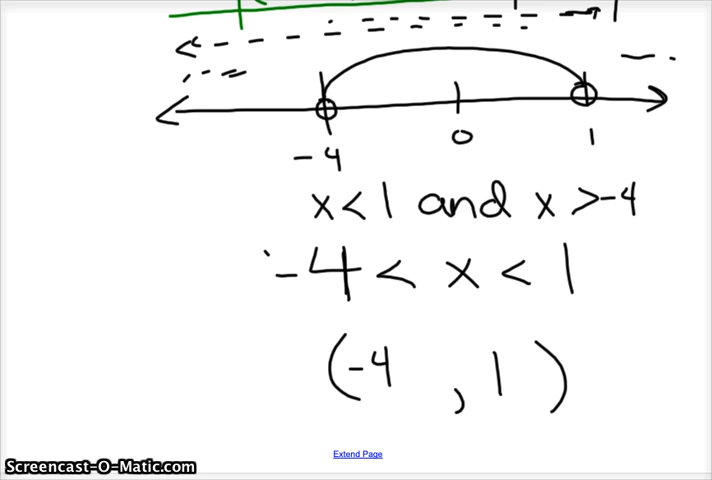 -4 0 1
x < 1 and x > -4
-4 < x < 1
(-4 , 1 )
Extend Page
Screencast-O-Matic.com